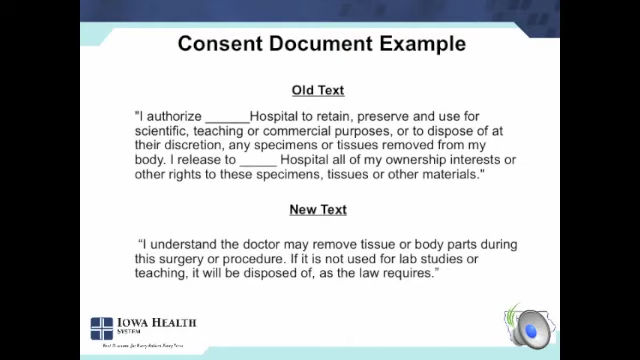 Consent Document Example
Old Text
"I authorize ______Hospital to retain, preserve and use for
scientific, teaching or commercial purposes, or to dispose of at
their discretion, any specimens or tissues removed from my
body. I release to _____ Hospital all of my ownership interests or
other rights to these specimens, tissues or other materials."
New Text
“I understand the doctor may remove tissue or body parts during
this surgery or procedure. If it is not used for lab studies or
teaching, it will be disposed of, as the law requires.”
IOWA HEALTH
SYSTEM